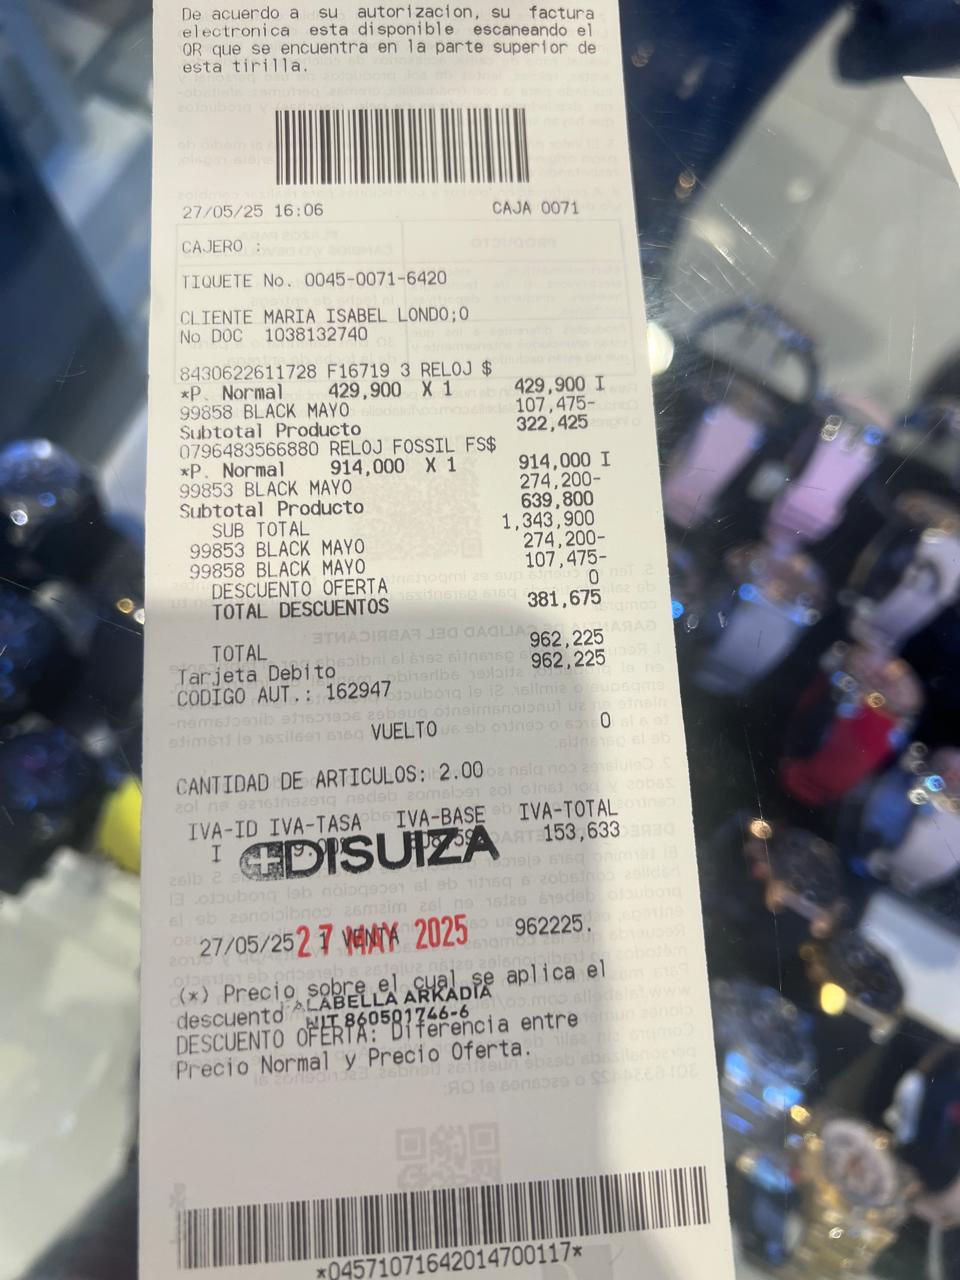 De acuerdo a su autorizacion, su factura
electronica esta disponible escaneando el
QR que se encuentra en la parte superior de
esta tirilla.
27/05/25 16:06 CAJA 0071
CAJERO :
TIQUETE No. 0045-0071-6420
CLIENTE MARIA ISABEL LONDO;O
No DOC 1038132740
8430622611728 F16719 3 RELOJ $
*P. Normal 429,900 X 1 429,900 I
99858 BLACK MAYO 107,475-
Subtotal Producto 322,425
0796483566880 RELOJ FOSSIL FS$
*P. Normal 914,000 X 1 914,000 I
99853 BLACK MAYO 274,200-
Subtotal Producto 639,800
SUB TOTAL 1,343,900
99853 BLACK MAYO 274,200-
99858 BLACK MAYO 107,475-
DESCUENTO OFERTA 0
TOTAL DESCUENTOS 381,675
TOTAL 962,225
Tarjeta Debito 962,225
CODIGO AUT.: 162947
VUELTO 0
CANTIDAD DE ARTICULOS: 2.00
IVA-ID IVA-TASA IVA-BASE IVA-TOTAL
I 153,633
DISUIZA
27/05/25 1 VENTA 962225.
27 MAY 2025
(*) Precio sobre el cual se aplica el
descuento
ALABELLA ARKADIA
NIT 860501746-6
DESCUENTO OFERTA: Diferencia entre
Precio Normal y Precio Oferta.
*04571071642014700117*